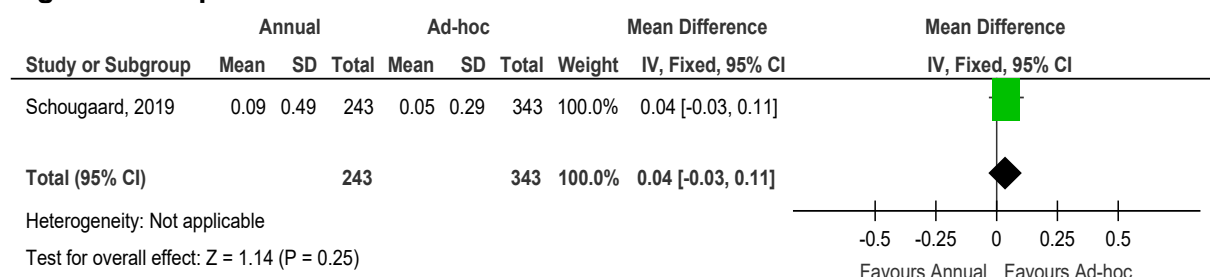 Annual Ad-hoc Mean Difference Mean Difference
Study or Subgroup Mean SD Total Mean SD Total Weight IV, Fixed, 95% CI IV, Fixed, 95% CI
Schougaard, 2019 0.09 0.49 243 0.05 0.29 343 100.0% 0.04 [-0.03, 0.11]
Total (95% CI) 243 343 100.0% 0.04 [-0.03, 0.11]
Heterogeneity: Not applicable
Test for overall effect: Z = 1.14 (P = 0.25)
-0.5 -0.25 0 0.25 0.5
Favours Annual Favours Ad-hoc